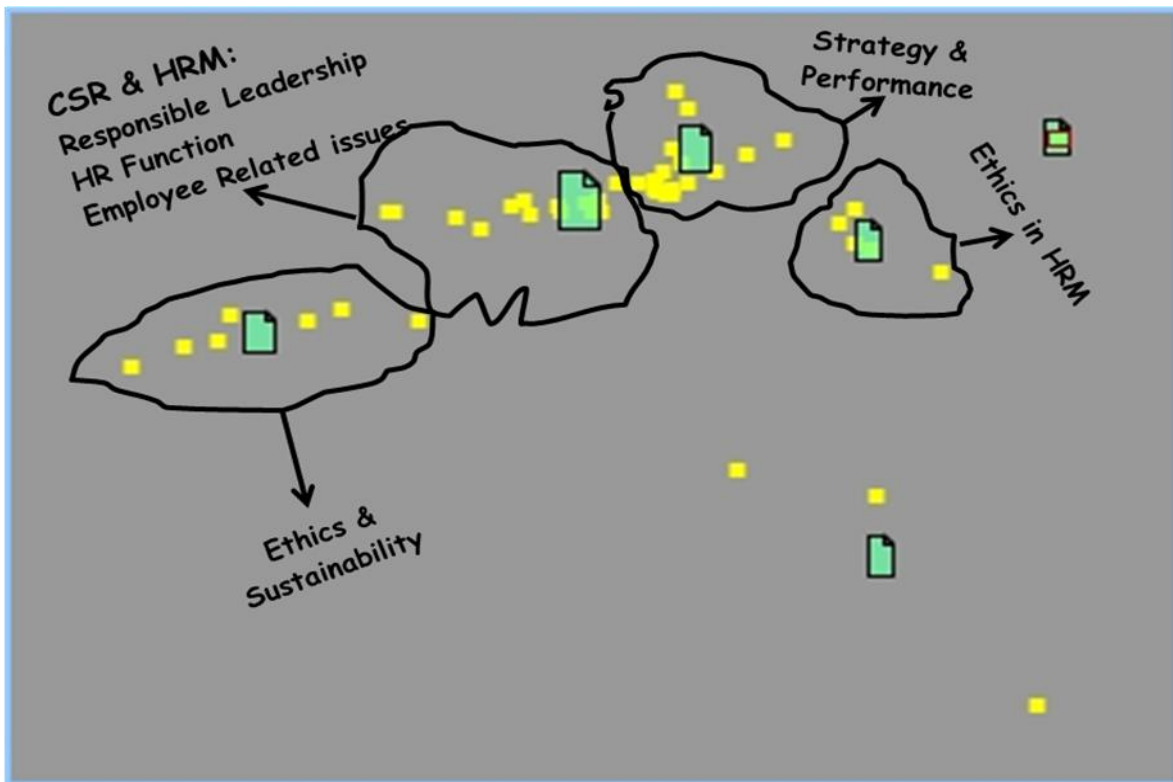 CSR & HRM:
Responsible Leadership
HR Function
Employee Related issues
Strategy &
Performance
Ethics in HRM
Ethics &
Sustainability